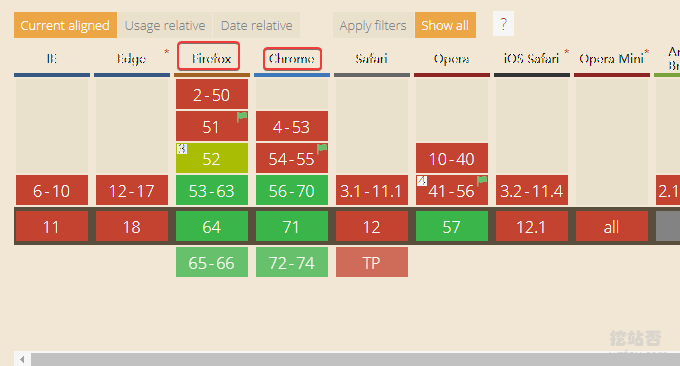 Current aligned Usage relative Date relative Apply filters Show all ?
IE Edge * Firefox Chrome Safari Opera iOS Safari * Opera Mini *
2-50
51 4-53
3 52 54-55 10-40
6-10 12-17 53-63 56-70 3.1-11.1 4 41-56 3.2-11.4 2.1
11 18 64 71 12 57 12.1 all
65-66 72-74 TP
挖站否